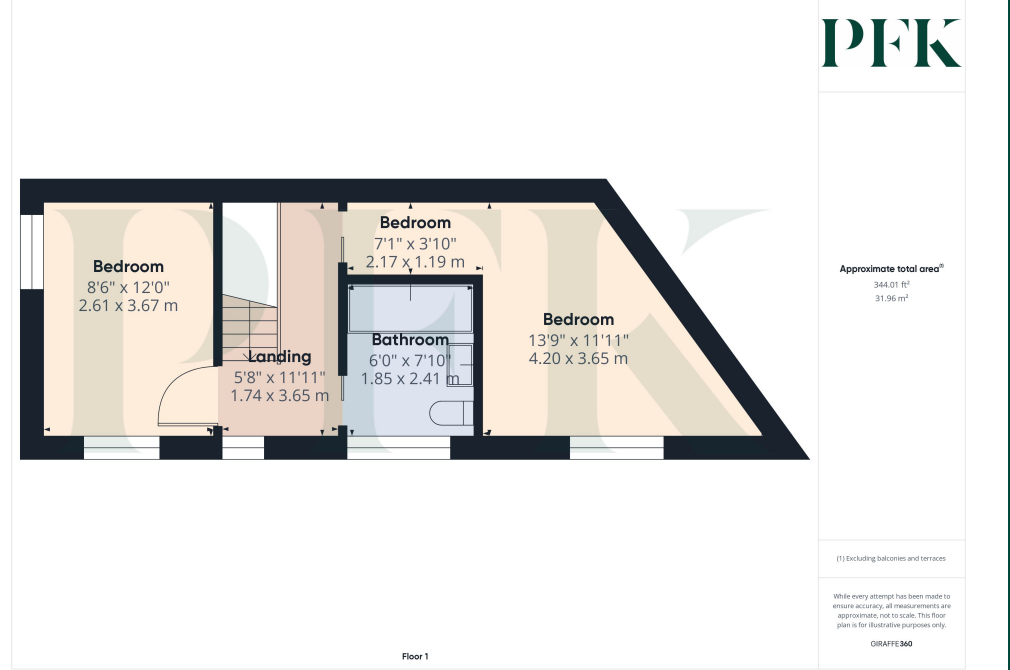 PFK
Bedroom
8'6" x 12'0"
2.61 x 3.67 m
Landing
5'8" x 11'11"
1.74 x 3.65 m
Bedroom
7'1" x 3'10"
2.17 x 1.19 m
Bathroom
6'0" x 7'10"
1.85 x 2.41 m
Bedroom
13'9" x 11'11"
4.20 x 3.65 m
Floor 1
PFK
Approximate total area⁽¹⁾
344.01 ft²
31.96 m²
(1) Excluding balconies and terraces
While every attempt has been made to
ensure accuracy, all measurements are
approximate, not to scale. This floor
plan is for illustrative purposes only.
GIRAFFE360